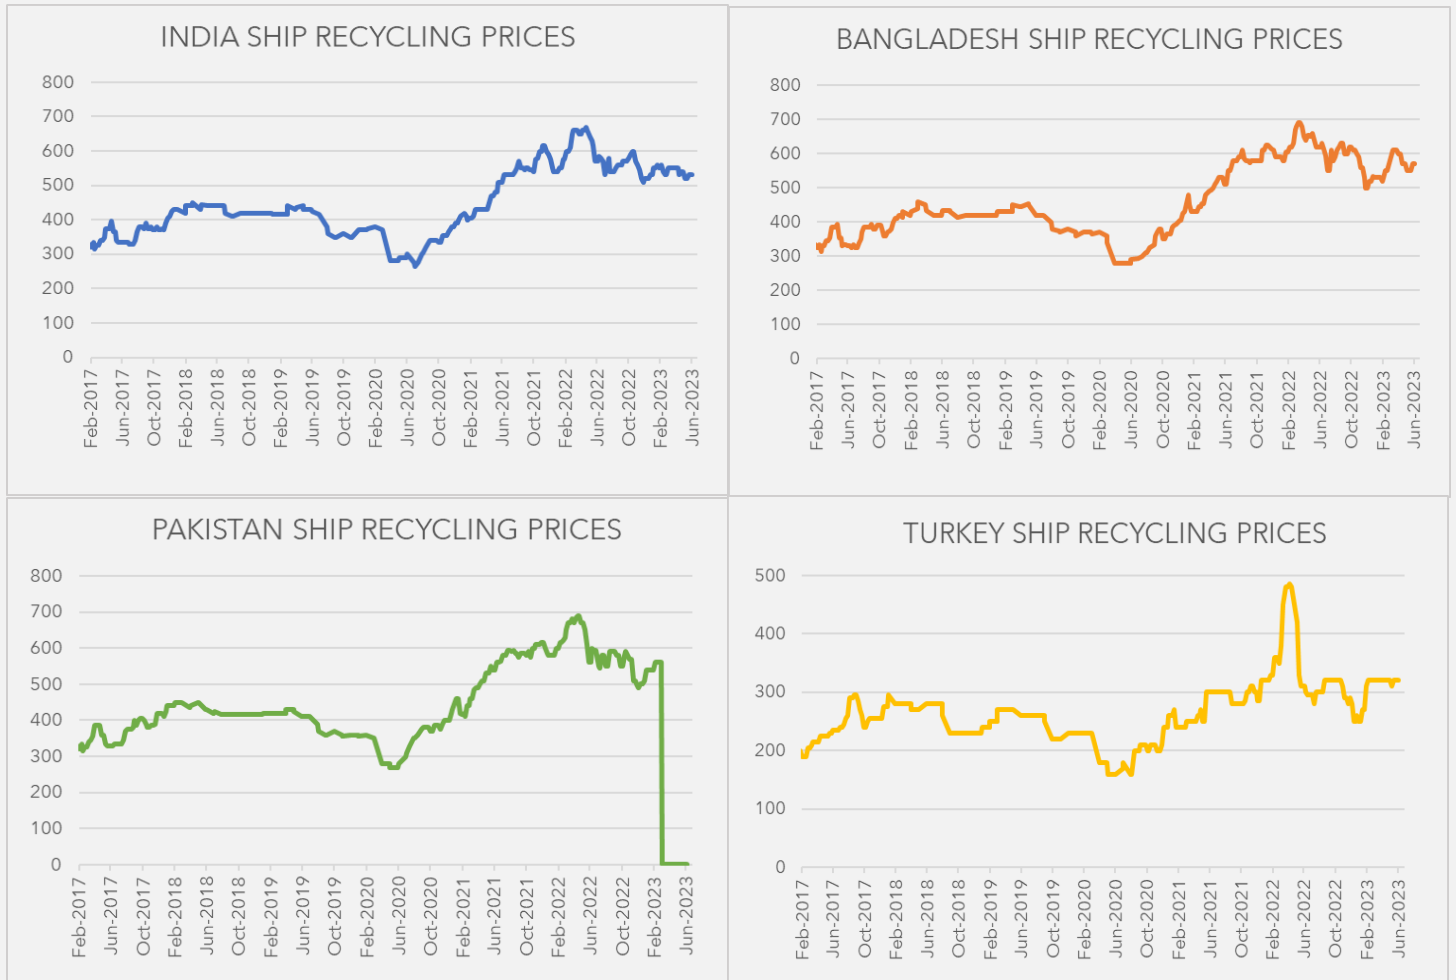 INDIA SHIP RECYCLING PRICES
800
700
600
500
400
300
200
100
0
Feb-2017
Jun-2017
Oct-2017
Feb-2018
Jun-2018
Oct-2018
Feb-2019
Jun-2019
Oct-2019
Feb-2020
Jun-2020
Oct-2020
Feb-2021
Jun-2021
Oct-2021
Feb-2022
Jun-2022
Oct-2022
Feb-2023
Jun-2023
BANGLADESH SHIP RECYCLING PRICES
800
700
600
500
400
300
200
100
0
Feb-2017
Jun-2017
Oct-2017
Feb-2018
Jun-2018
Oct-2018
Feb-2019
Jun-2019
Oct-2019
Feb-2020
Jun-2020
Oct-2020
Feb-2021
Jun-2021
Oct-2021
Feb-2022
Jun-2022
Oct-2022
Feb-2023
Jun-2023
PAKISTAN SHIP RECYCLING PRICES
800
700
600
500
400
300
200
100
0
Feb-2017
Jun-2017
Oct-2017
Feb-2018
Jun-2018
Oct-2018
Feb-2019
Jun-2019
Oct-2019
Feb-2020
Jun-2020
Oct-2020
Feb-2021
Jun-2021
Oct-2021
Feb-2022
Jun-2022
Oct-2022
Feb-2023
Jun-2023
TURKEY SHIP RECYCLING PRICES
500
400
300
200
100
0
Feb-2017
Jun-2017
Oct-2017
Feb-2018
Jun-2018
Oct-2018
Feb-2019
Jun-2019
Oct-2019
Feb-2020
Jun-2020
Oct-2020
Feb-2021
Jun-2021
Oct-2021
Feb-2022
Jun-2022
Oct-2022
Feb-2023
Jun-2023